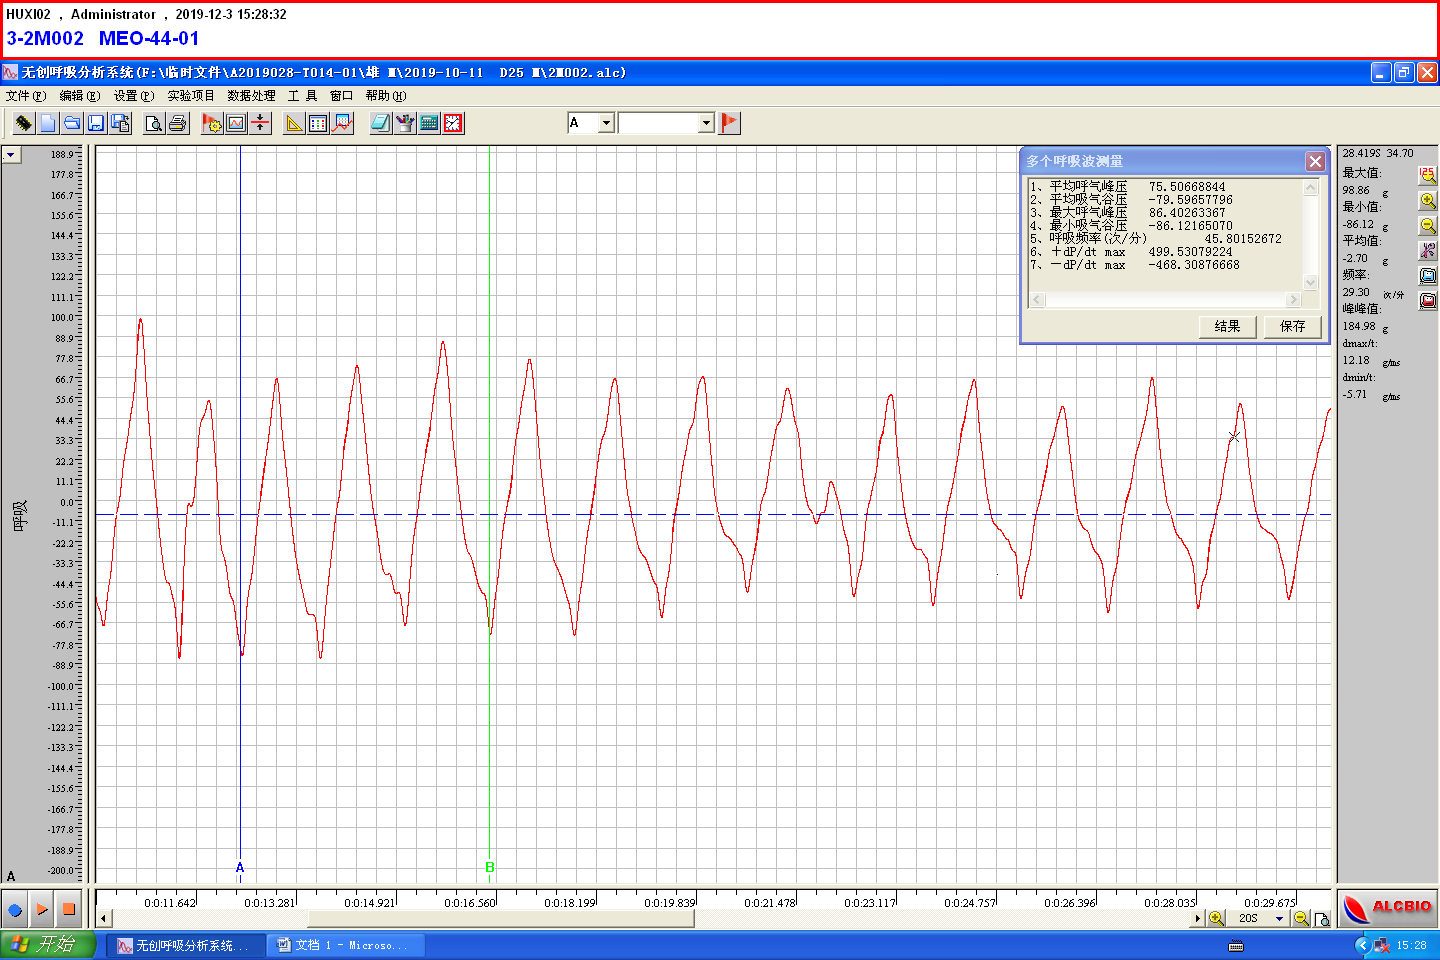 HUXI02 , Administrator , 2019-12-3 15:28:32
3-2M002 MEO-44-01
无创呼吸分析系统(F:\临时文件\A2019028-T014-01\雄 M\2019-10-11 D25 M\2M002.alc)
文件(F) 编辑(E) 设置(P) 实验项目 数据处理 工 具 窗口 帮助(H)
A
188.9
177.8
166.7
155.6
144.4
133.3
122.2
111.1
100.0
88.9
77.8
66.7
55.6
44.4
33.3
22.2
11.1
0.0
-11.1
-22.2
-33.3
-44.4
-55.6
-66.7
-77.8
-88.9
-100.0
-111.1
-122.2
-133.3
-144.4
-155.6
-166.7
-177.8
-188.9
-200.0
呼吸
A
A
B
多个呼吸波测量
1、平均呼气峰压 75.50668844
2、平均吸气谷压 -79.59657796
3、最大呼气峰压 86.40263367
4、最小吸气谷压 -86.12165070
5、呼吸频率(次/分) 45.80152672
6、＋dP/dt max 499.53079224
7、－dP/dt max -468.30876668
结果 保存
28.419S 34.70
最大值:
98.86 g
最小值:
-86.12 g
平均值:
-2.70 g
频率:
29.30 次/分
峰峰值:
184.98 g
dmax/t:
12.18 g/ms
dmin/t:
-5.71 g/ms
125
0:0:11.642 0:0:13.281 0:0:14.921 0:0:16.560 0:0:18.199 0:0:19.839 0:0:21.478 0:0:23.117 0:0:24.757 0:0:26.396 0:0:28.035 0:0:29.675
20S
ALCBIO
开始 无创呼吸分析系统... 文档 1 - Microso... 15:28